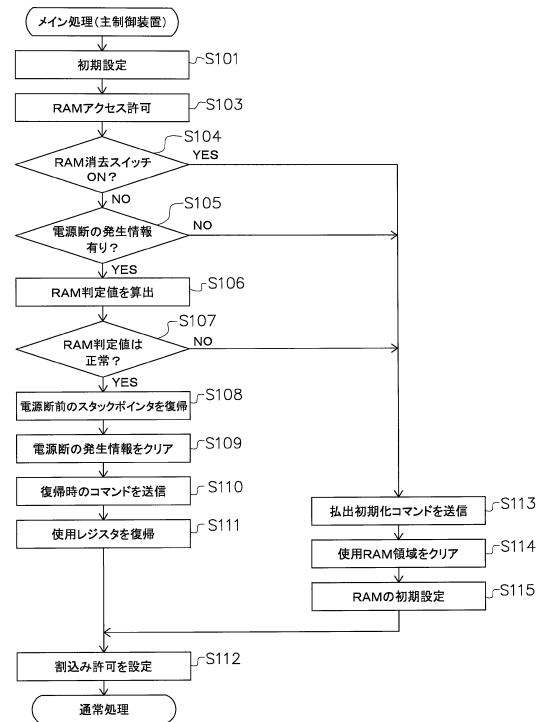 メイン処理（主制御装置）
初期設定
S101
RAMアクセス許可
S103
S104
RAM消去スイッチ
ON？
YES
NO
S105
電源断の発生情報
有り？
NO
YES
RAM判定値を算出
S106
S107
RAM判定値は
正常？
NO
YES
電源断前のスタックポインタを復帰
S108
電源断の発生情報をクリア
S109
復帰時のコマンドを送信
S110
使用レジスタを復帰
S111
払出初期化コマンドを送信
S113
使用RAM領域をクリア
S114
RAMの初期設定
S115
割込み許可を設定
S112
通常処理